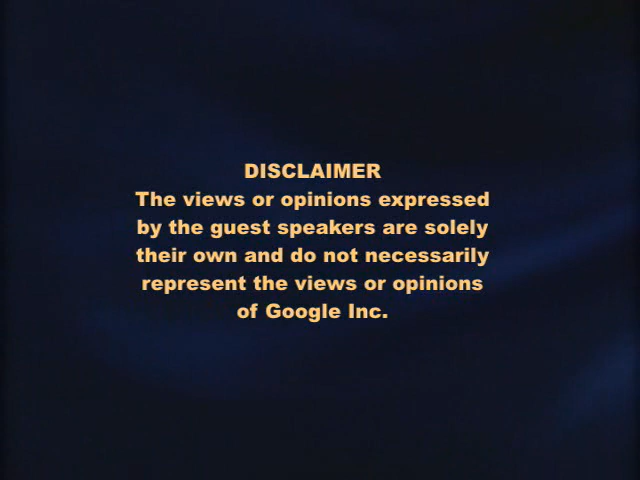 DISCLAIMER
The views or opinions expressed
by the guest speakers are solely
their own and do not necessarily
represent the views or opinions
of Google Inc.